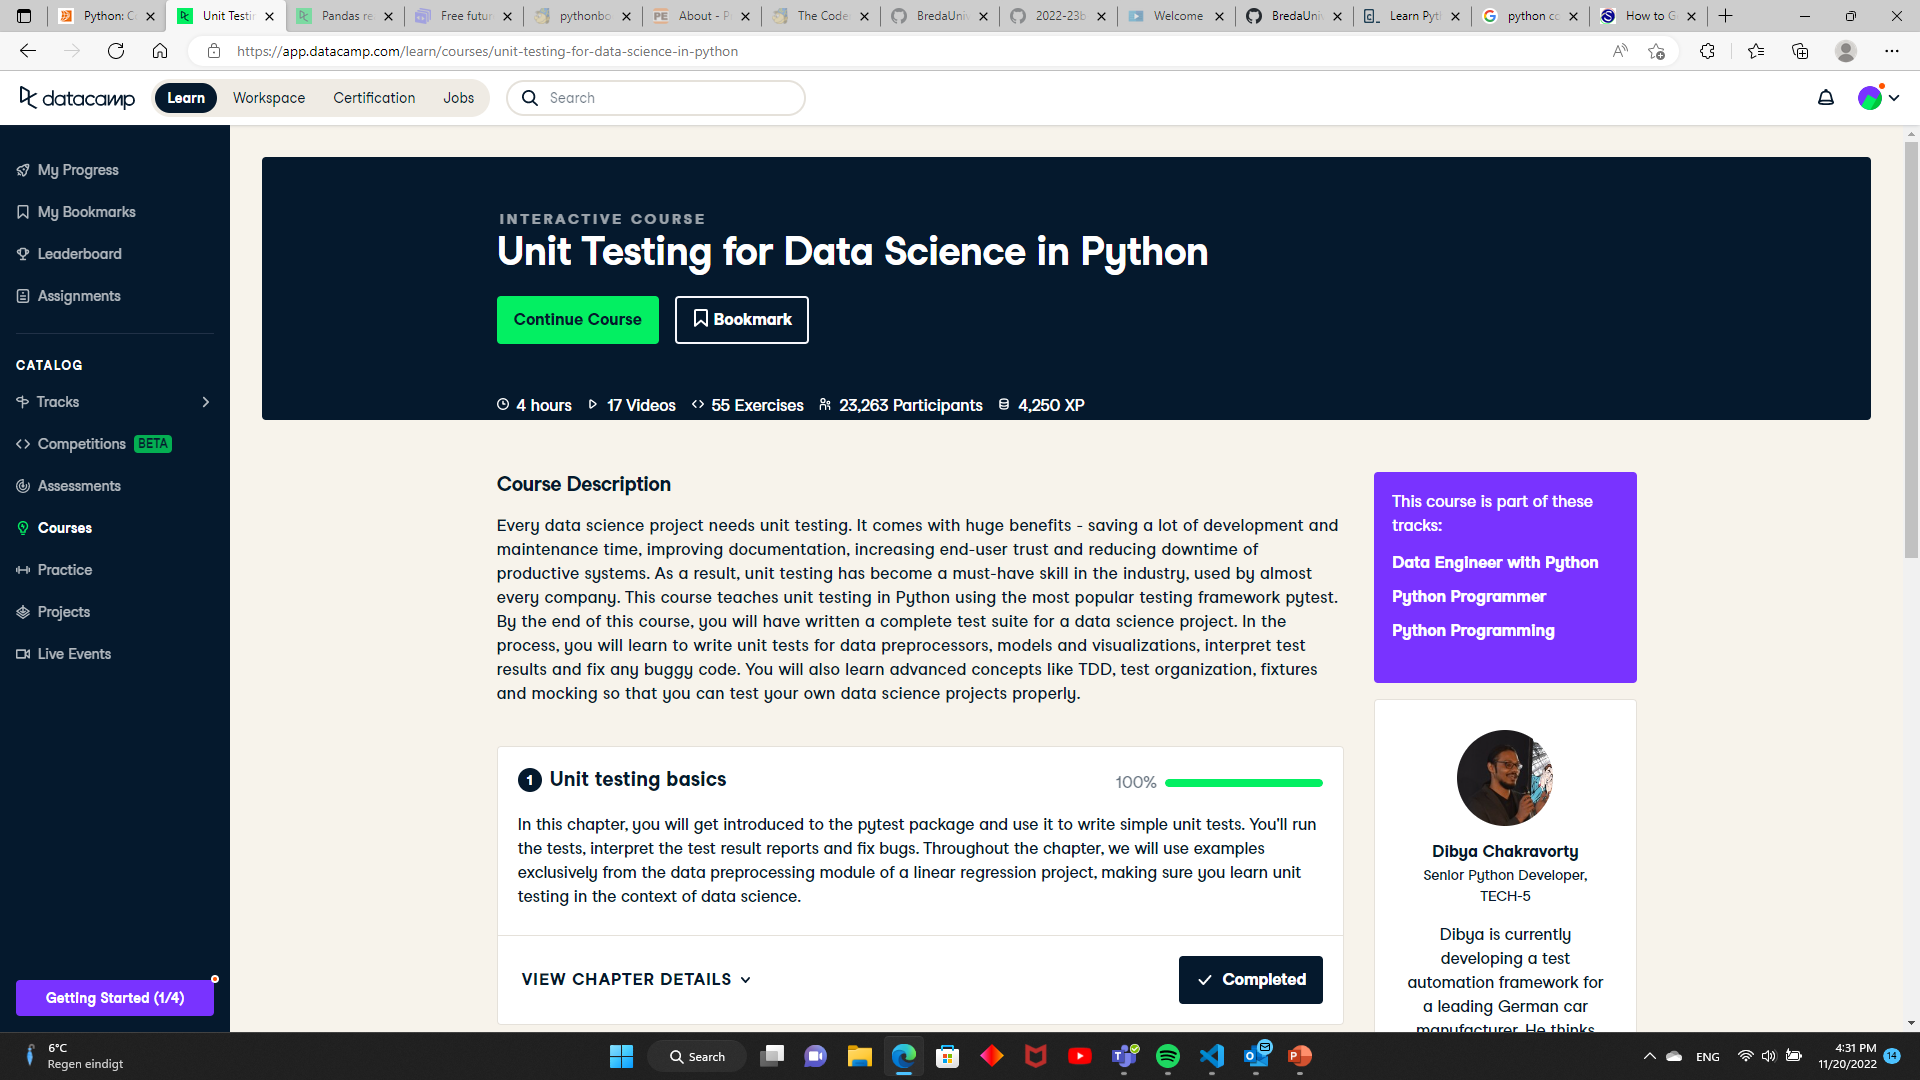 Python: C
Unit Testin
Pandas re
Free futur
pythonbo
About - P
The Code
BredaUni
2022-23b
Welcome
BredaUni
Learn Pyt
python co
How to G
https://app.datacamp.com/learn/courses/unit-testing-for-data-science-in-python
datacamp
Learn
Workspace
Certification
Jobs
Search
My Progress
My Bookmarks
Leaderboard
Assignments
CATALOG
Tracks
Competitions BETA
Assessments
Courses
Practice
Projects
Live Events
Getting Started (1/4)
INTERACTIVE COURSE
Unit Testing for Data Science in Python
Continue Course
Bookmark
4 hours 17 Videos 55 Exercises 23,263 Participants 4,250 XP
Course Description
Every data science project needs unit testing. It comes with huge benefits - saving a lot of development and
maintenance time, improving documentation, increasing end-user trust and reducing downtime of
productive systems. As a result, unit testing has become a must-have skill in the industry, used by almost
every company. This course teaches unit testing in Python using the most popular testing framework pytest.
By the end of this course, you will have written a complete test suite for a data science project. In the
process, you will learn to write unit tests for data preprocessors, models and visualizations, interpret test
results and fix any buggy code. You will also learn advanced concepts like TDD, test organization, fixtures
and mocking so that you can test your own data science projects properly.
1 Unit testing basics
100%
In this chapter, you will get introduced to the pytest package and use it to write simple unit tests. You'll run
the tests, interpret the test result reports and fix bugs. Throughout the chapter, we will use examples
exclusively from the data preprocessing module of a linear regression project, making sure you learn unit
testing in the context of data science.
VIEW CHAPTER DETAILS
Completed
This course is part of these
tracks:
Data Engineer with Python
Python Programmer
Python Programming
Dibya Chakravorty
Senior Python Developer,
TECH-5
Dibya is currently
developing a test
automation framework for
a leading German car
manufacturer. He thinks
6°C
Regen eindigt
Search
ENG
4:31 PM
11/20/2022
14